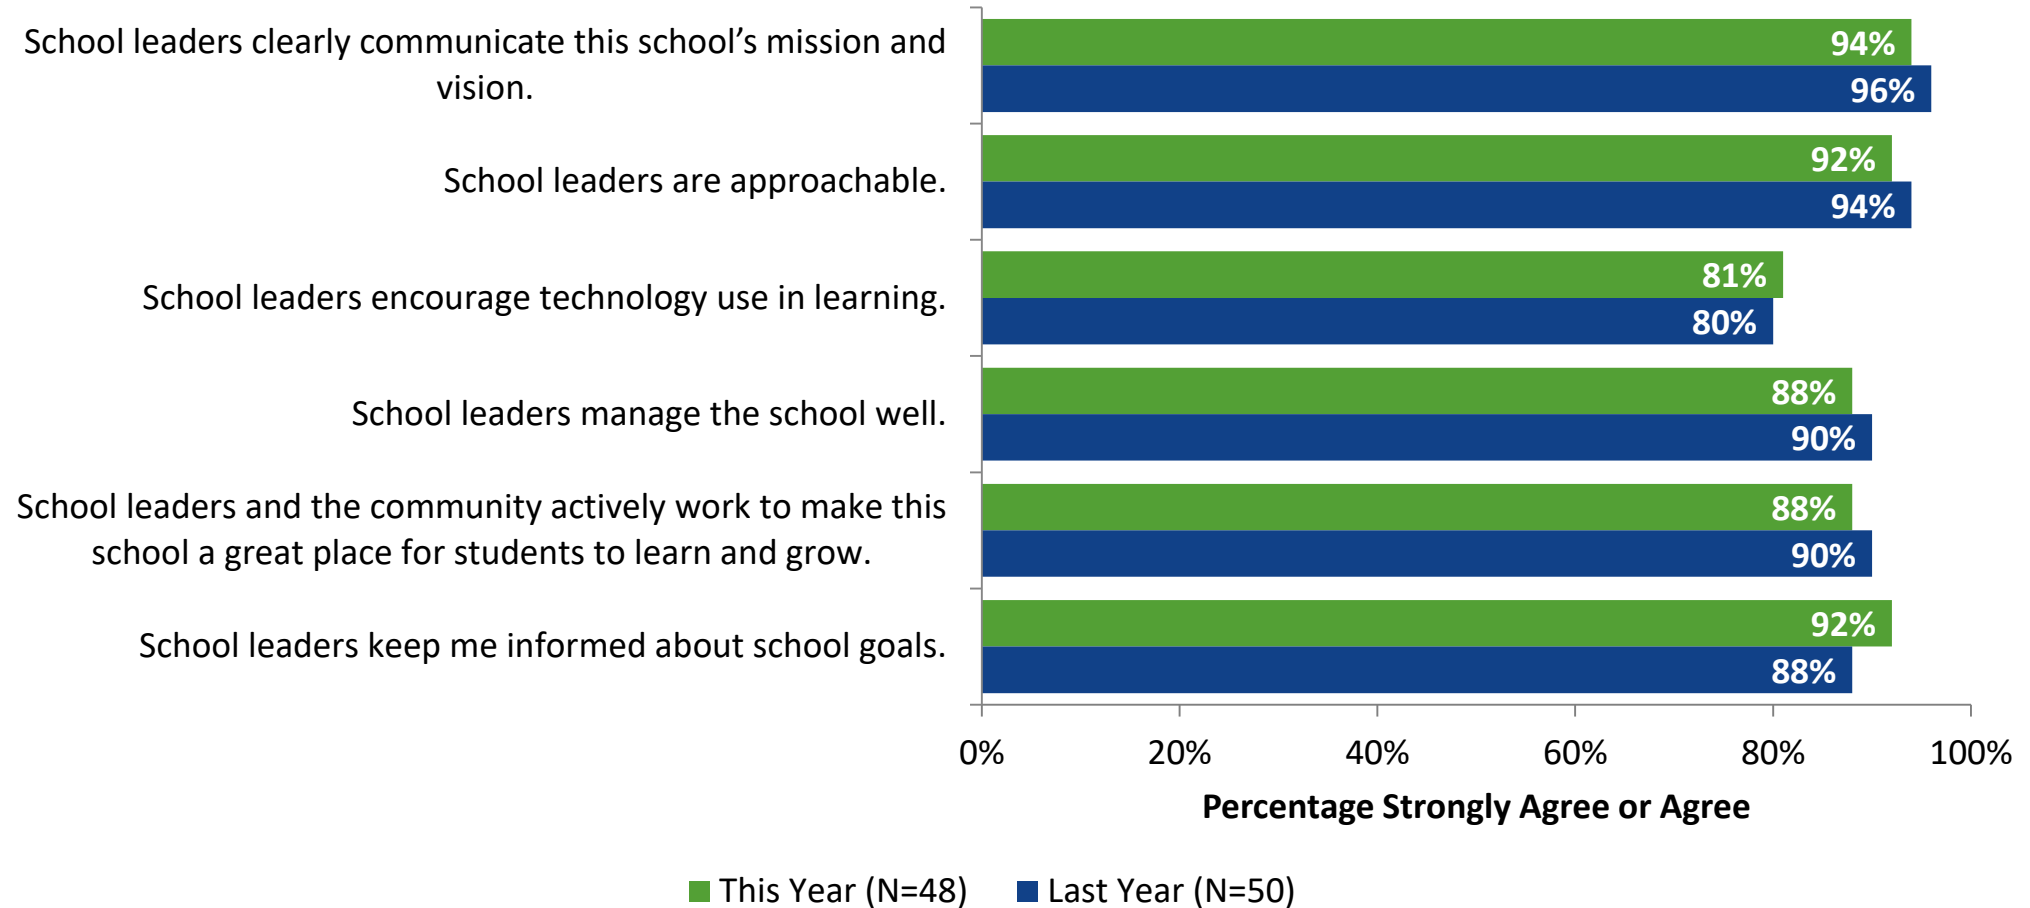 School leaders clearly communicate this school’s mission and
vision.
94%
96%
School leaders are approachable.
92%
94%
School leaders encourage technology use in learning.
81%
80%
School leaders manage the school well.
88%
90%
School leaders and the community actively work to make this
school a great place for students to learn and grow.
88%
90%
School leaders keep me informed about school goals.
92%
88%
0% 20% 40% 60% 80% 100%
Percentage Strongly Agree or Agree
This Year (N=48) Last Year (N=50)